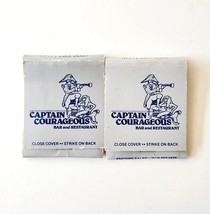 CAPTAIN
COURAGEOUS
BAR and RESTAURANT
CLOSE COVER — STRIKE ON BACK
CAPTAIN
COURAGEOUS
BAR and RESTAURANT
CLOSE COVER — STRIKE ON BACK